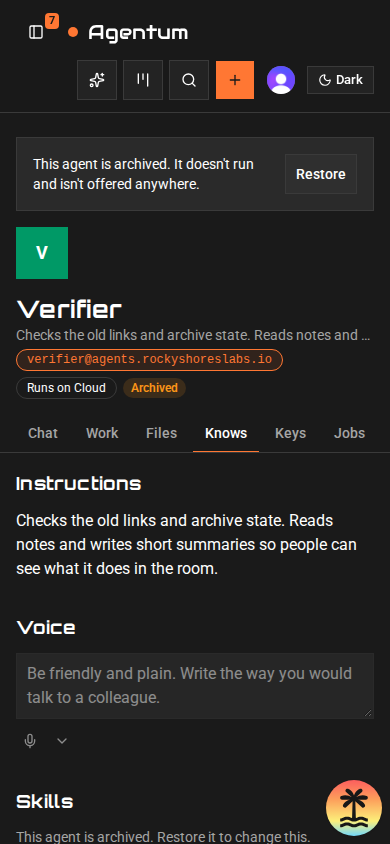 7
Agentum
Dark
This agent is archived. It doesn't run
and isn't offered anywhere.
Restore
V
Verifier
Checks the old links and archive state. Reads notes and ...
verifier@agents.rockyshoreslabs.io
Runs on Cloud
Archived
Chat Work Files Knows Keys Jobs
Instructions
Checks the old links and archive state. Reads
notes and writes short summaries so people can
see what it does in the room.
Voice
Be friendly and plain. Write the way you would
talk to a colleague.
Skills
This agent is archived. Restore it to change this.